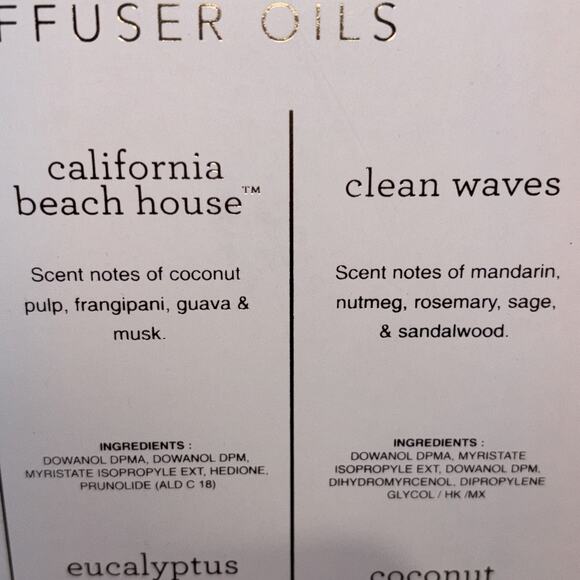 FFUSER OILS
california
beach house™
Scent notes of coconut
pulp, frangipani, guava &
musk.
INGREDIENTS :
DOWANOL DPMA, DOWANOL DPM,
MYRISTATE ISOPROPYLE EXT, HEDIONE,
PRUNOLIDE (ALD C 18)
eucalyptus
clean waves
Scent notes of mandarin,
nutmeg, rosemary, sage,
& sandalwood.
INGREDIENTS :
DOWANOL DPMA, MYRISTATE
ISOPROPYLE EXT, DOWANOL DPM,
DIHYDROMYRCENOL, DIPROPYLENE
GLYCOL / HK /MX
coconut